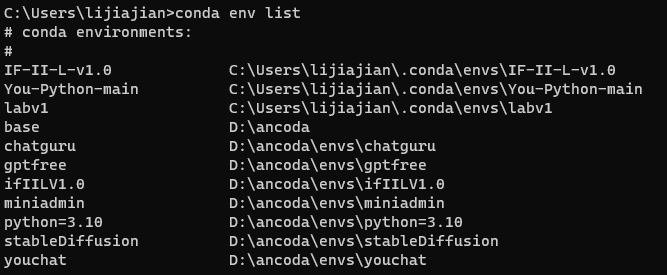 C:\Users\lijiajian>conda env list
# conda environments:
#
IF-II-L-v1.0             C:\Users\lijiajian\.conda\envs\IF-II-L-v1.0
You-Python-main          C:\Users\lijiajian\.conda\envs\You-Python-main
labv1                    C:\Users\lijiajian\.conda\envs\labv1
base                     D:\ancoda
chatguru                 D:\ancoda\envs\chatguru
gptfree                  D:\ancoda\envs\gptfree
ifIILV1.0                D:\ancoda\envs\ifIILV1.0
miniadmin                D:\ancoda\envs\miniadmin
python=3.10              D:\ancoda\envs\python=3.10
stableDiffusion          D:\ancoda\envs\stableDiffusion
youchat                  D:\ancoda\envs\youchat